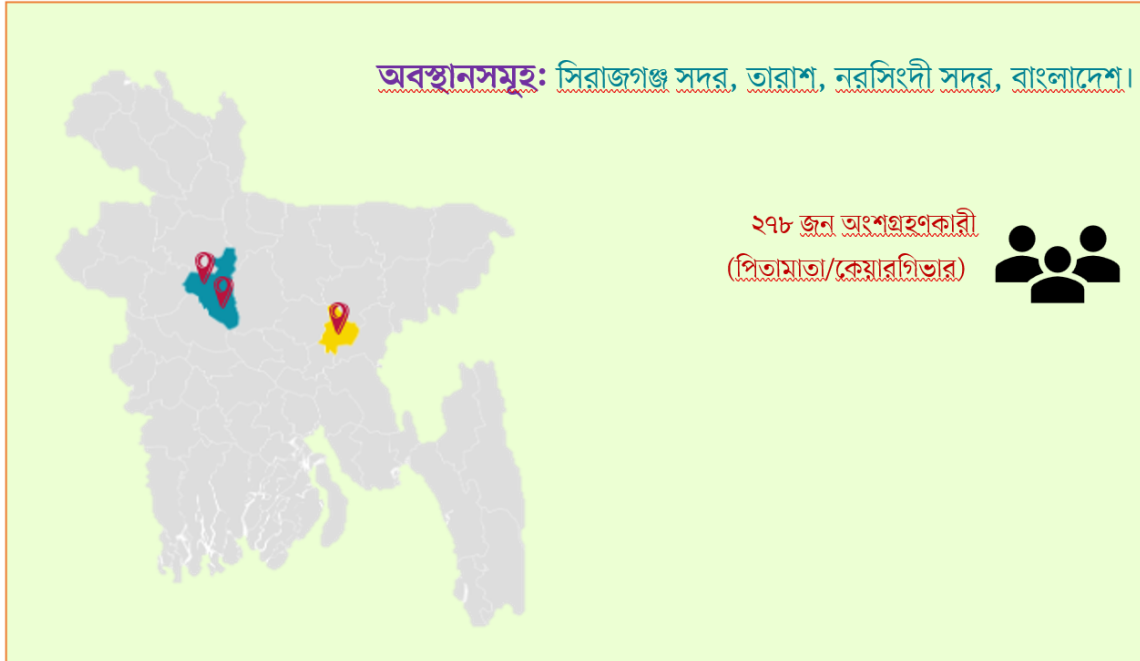 অবস্থানসমূহ: সিরাজগঞ্জ সদর, তারাশ, নরসিংদী সদর, বাংলাদেশ।
২৭৮ জন অংশগ্রহণকারী
(পিতামাতা/কেয়ারগিভার)